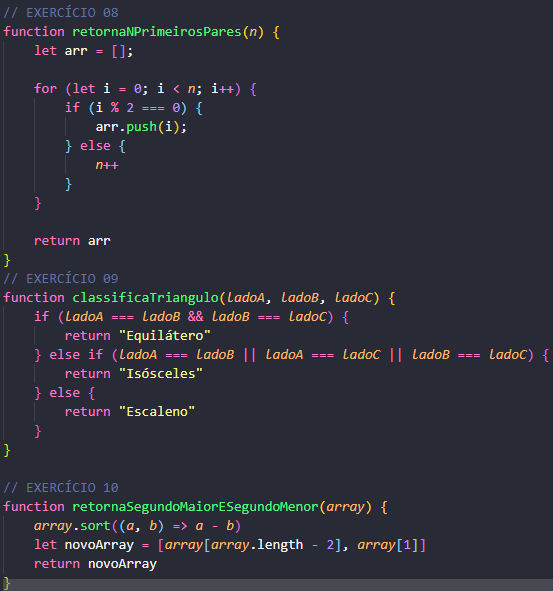 // EXERCÍCIO 08
function retornaNPrimeirosPares(n) {
    let arr = [];

    for (let i = 0; i < n; i++) {
        if (i % 2 === 0) {
            arr.push(i);
        } else {
            n++
        }
    }

    return arr
}
// EXERCÍCIO 09
function classificaTriangulo(ladoA, ladoB, ladoC) {
    if (ladoA === ladoB && ladoB === ladoC) {
        return "Equilátero"
    } else if (ladoA === ladoB || ladoA === ladoC || ladoB === ladoC) {
        return "Isósceles"
    } else {
        return "Escaleno"
    }
}

// EXERCÍCIO 10
function retornaSegundoMaiorESegundoMenor(array) {
    array.sort((a, b) => a - b)
    let novoArray = [array[array.length - 2], array[1]]
    return novoArray
}